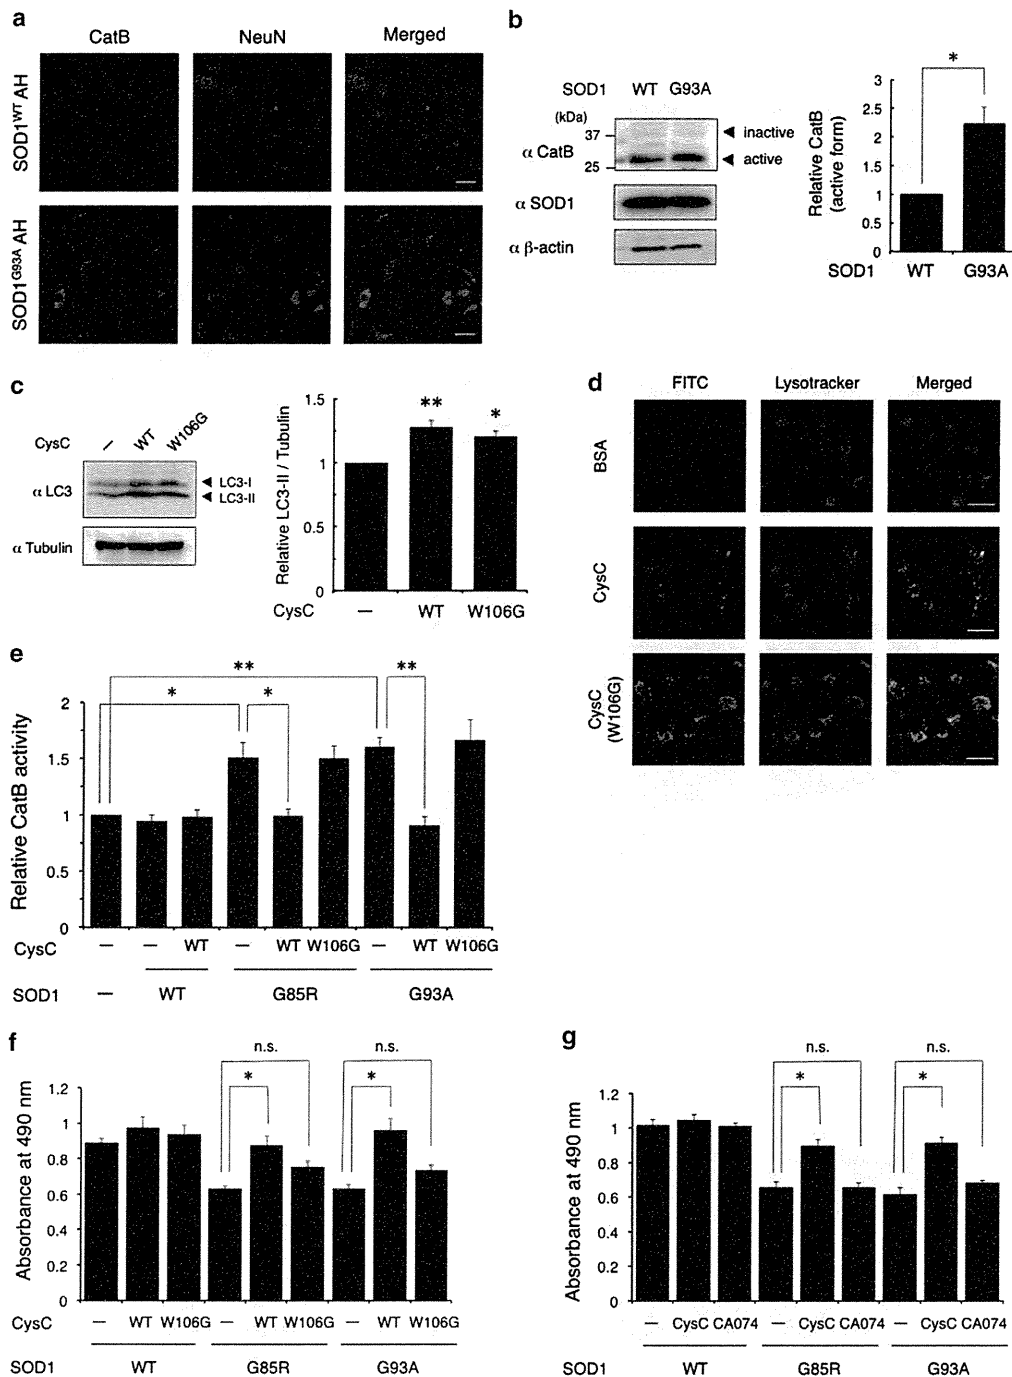 a
CatB NeuN Merged
SOD1WT AH
SOD1G93A AH
b
SOD1 WT G93A
(kDa)
37
25
α CatB
inactive
active
α SOD1
α β-actin
*
3
2.5
2
1.5
1
0.5
0
Relative CatB
(active form)
SOD1 WT G93A
c
CysC — WT W106G
α LC3
LC3-I
LC3-II
α Tubulin
1.5
1
0.5
0
Relative LC3-II / Tubulin
** *
CysC — WT W106G
d
FITC Lysotracker Merged
BSA
CysC
CysC
(W106G)
e
** **
* *
2
1.5
1
0.5
0
Relative CatB activity
CysC — — WT — WT W106G — WT W106G
SOD1 — WT G85R G93A
f
n.s. n.s.
* *
1.2
1
0.8
0.6
0.4
0.2
0
Absorbance at 490 nm
CysC — WT W106G — WT W106G — WT W106G
SOD1 WT G85R G93A
g
n.s. n.s.
* *
1.2
1
0.8
0.6
0.4
0.2
0
Absorbance at 490 nm
— CysC CA074 — CysC CA074 — CysC CA074
SOD1 WT G85R G93A